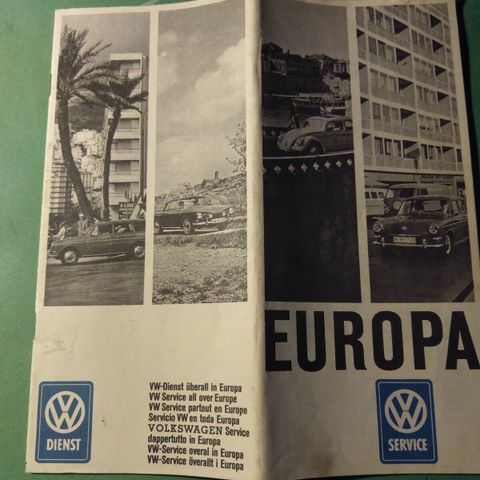 EUROPA
VW
DIENST
VW-Dienst überall in Europa
VW Service all over Europe
VW Service partout en Europe
Servicio VW en toda Europa
VOLKSWAGEN Service
dappertutto in Europa
VW-Service overal in Europa
VW-Service överallt i Europa
VW
SERVICE